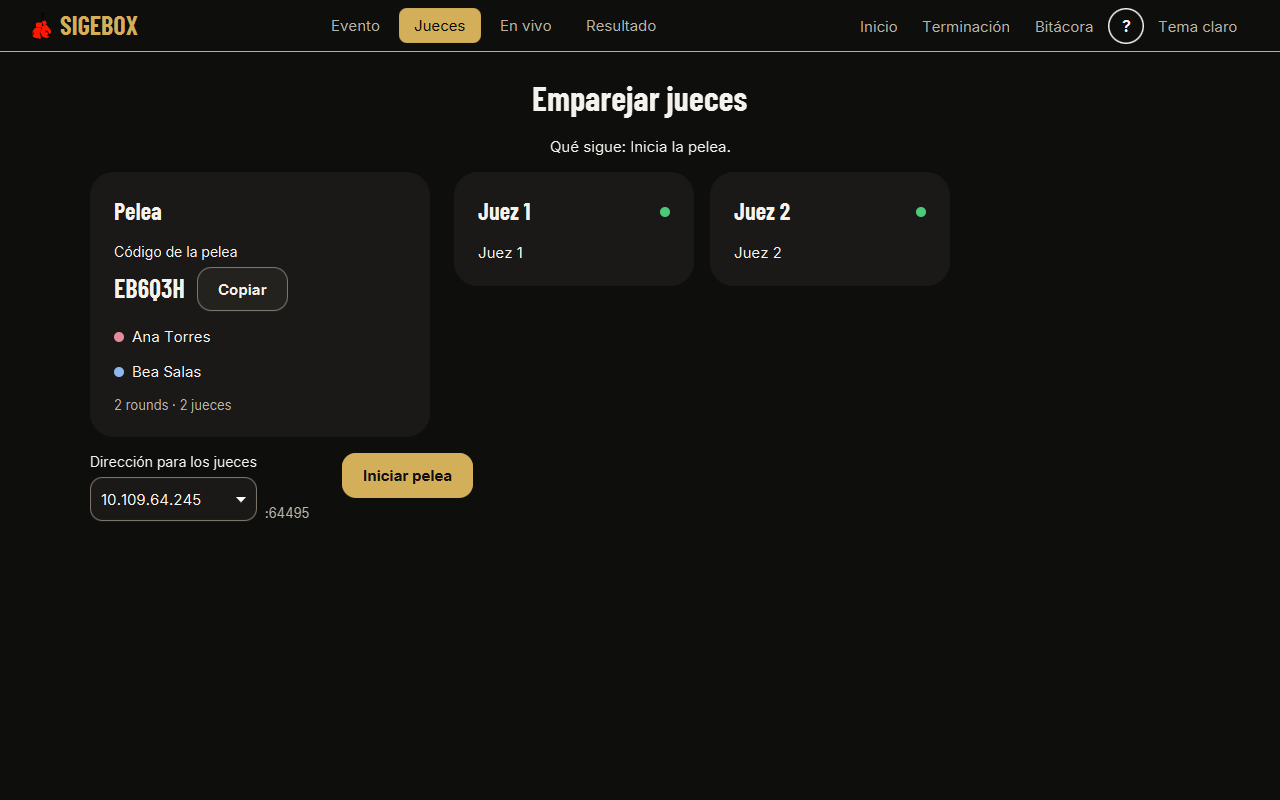 SIGEBOX
Evento Jueces En vivo Resultado
Inicio Terminación Bitácora ? Tema claro
Emparejar jueces
Qué sigue: Inicia la pelea.
Pelea
Código de la pelea
EB6Q3H Copiar
Ana Torres
Bea Salas
2 rounds · 2 jueces
Juez 1
Juez 1
Juez 2
Juez 2
Dirección para los jueces
10.109.64.245 :64495
Iniciar pelea